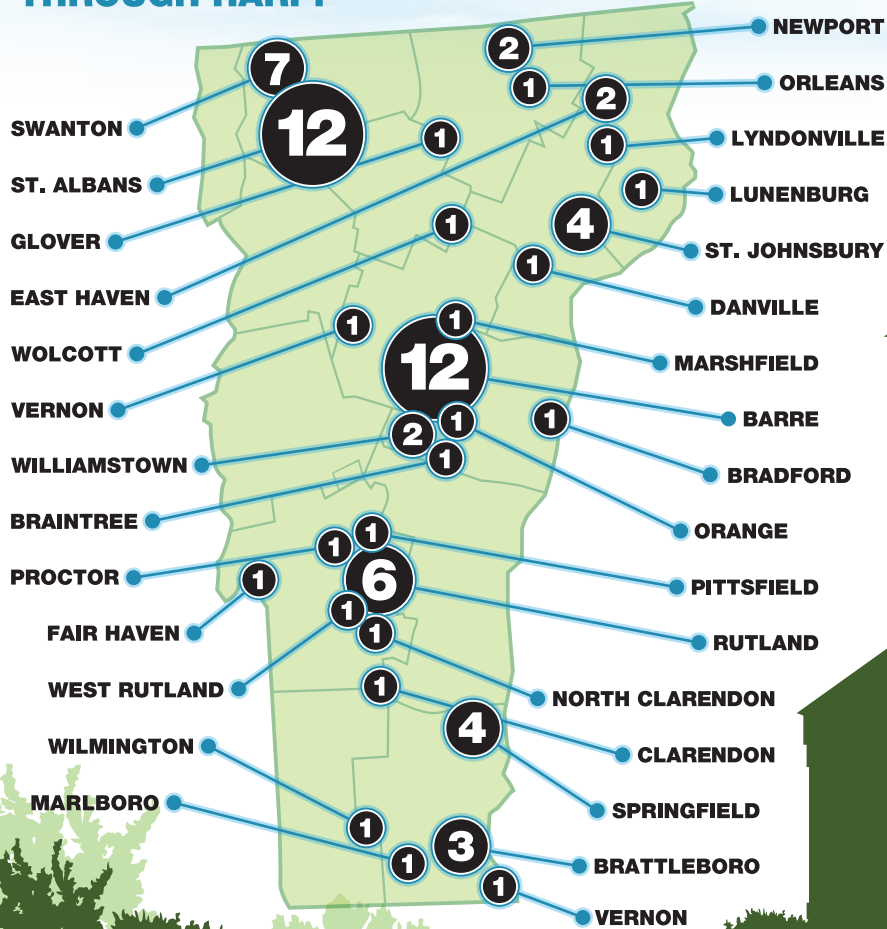 THROUGH
NEWPORT
2
7
ORLEANS
1
2
SWANTON
12
1
1
LYNDONVILLE
ST. ALBANS
1
LUNENBURG
GLOVER
1
4
ST. JOHNSBURY
EAST HAVEN
1
DANVILLE
WOLCOTT
1
1
12
MARSHFIELD
VERNON
BARRE
1
1
2
WILLIAMSTOWN
1
BRADFORD
BRAINTREE
ORANGE
1
1
PROCTOR
1
6
PITTSFIELD
1
FAIR HAVEN
1
RUTLAND
WEST RUTLAND
1
NORTH CLARENDON
WILMINGTON
4
CLARENDON
MARLBORO
SPRINGFIELD
1
3
1
BRATTLEBORO
1
VERNON